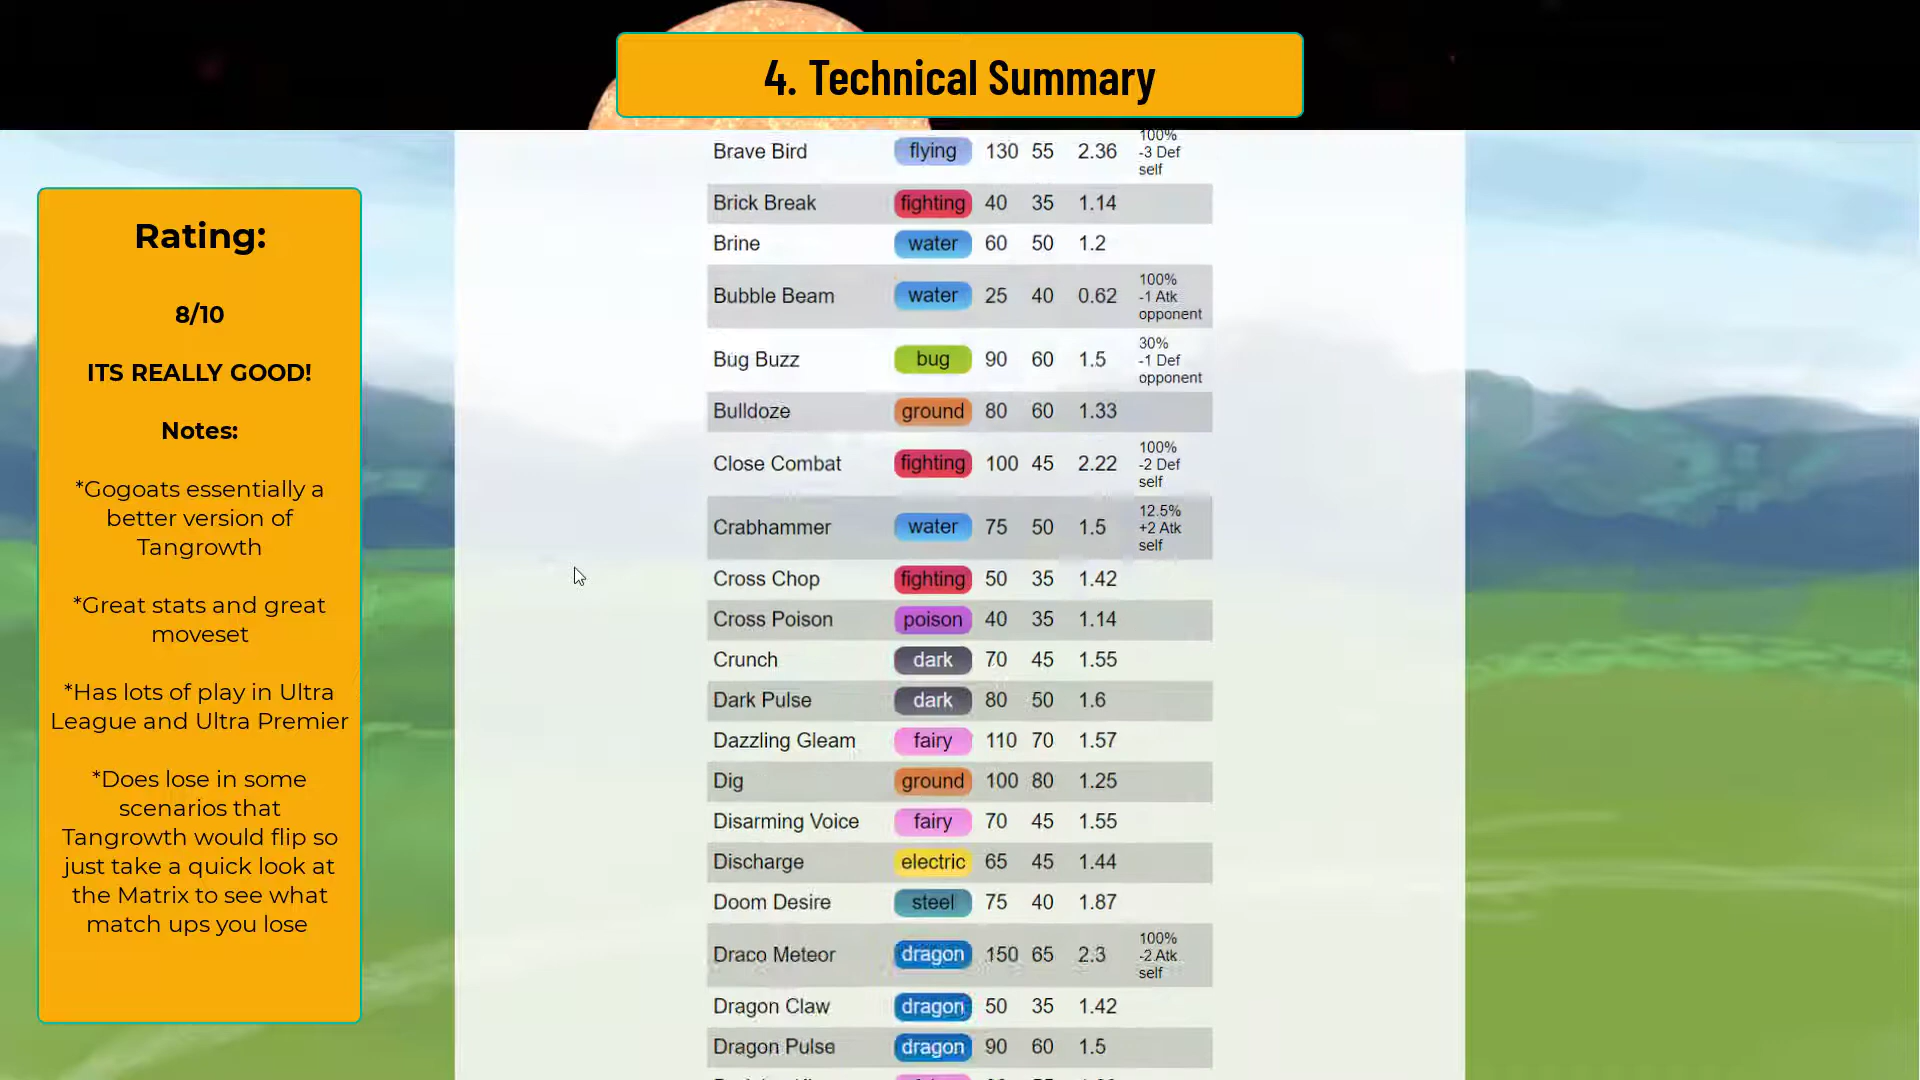 4. Technical Summary
Rating:
8/10
ITS REALLY GOOD!
Notes:
*Gogoats essentially a
better version of
Tangrowth
*Great stats and great
moveset
*Has lots of play in Ultra
League and Ultra Premier
*Does lose in some
scenarios that
Tangrowth would flip so
just take a quick look at
the Matrix to see what
match ups you lose
Brave Bird flying 130 55 2.36 100% -3 Def self
Brick Break fighting 40 35 1.14
Brine water 60 50 1.2
Bubble Beam water 25 40 0.62 100% -1 Atk opponent
Bug Buzz bug 90 60 1.5 30% -1 Def opponent
Bulldoze ground 80 60 1.33
Close Combat fighting 100 45 2.22 100% -2 Def self
Crabhammer water 75 50 1.5 12.5% +2 Atk self
Cross Chop fighting 50 35 1.42
Cross Poison poison 40 35 1.14
Crunch dark 70 45 1.55
Dark Pulse dark 80 50 1.6
Dazzling Gleam fairy 110 70 1.57
Dig ground 100 80 1.25
Disarming Voice fairy 70 45 1.55
Discharge electric 65 45 1.44
Doom Desire steel 75 40 1.87
Draco Meteor dragon 150 65 2.3 100% -2 Atk self
Dragon Claw dragon 50 35 1.42
Dragon Pulse dragon 90 60 1.5